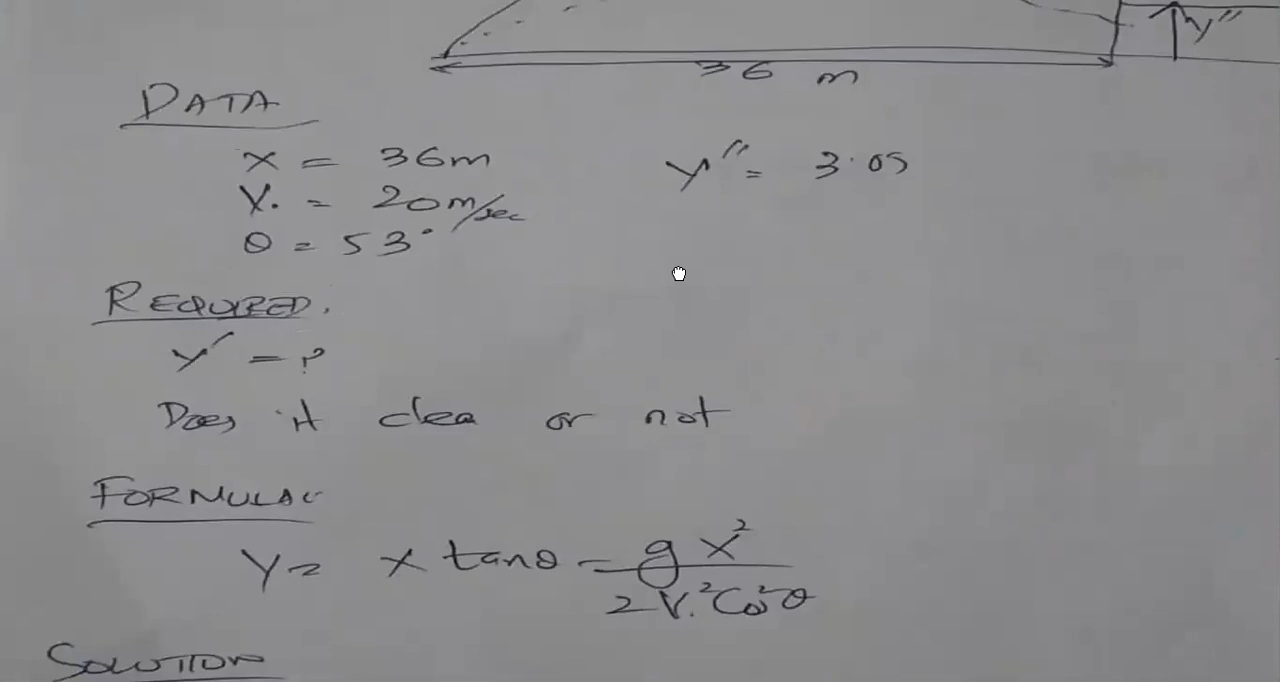 y"
36 m
DATA
x = 36m
y" = 3.05
V. = 20m/sec
θ = 53°
REQUIRED.
y' = ?
Does it clea or not
FORMULAC
Y= x tanθ - gx²/2V.²Cos²θ
SOLUTION